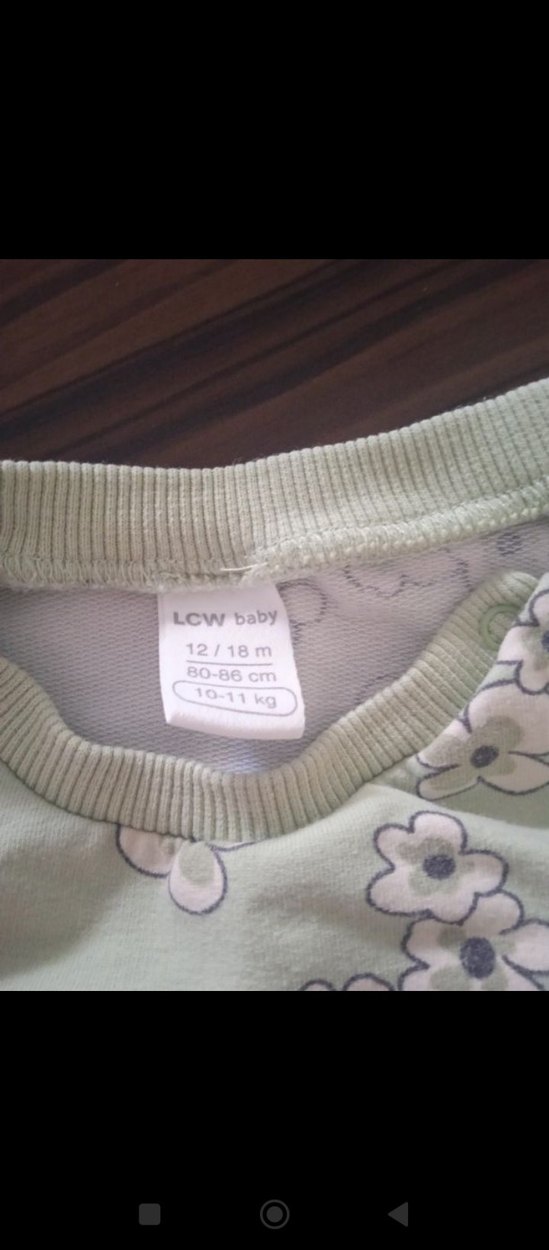 LCW baby
12 / 18 m
80-86 cm
10-11 kg